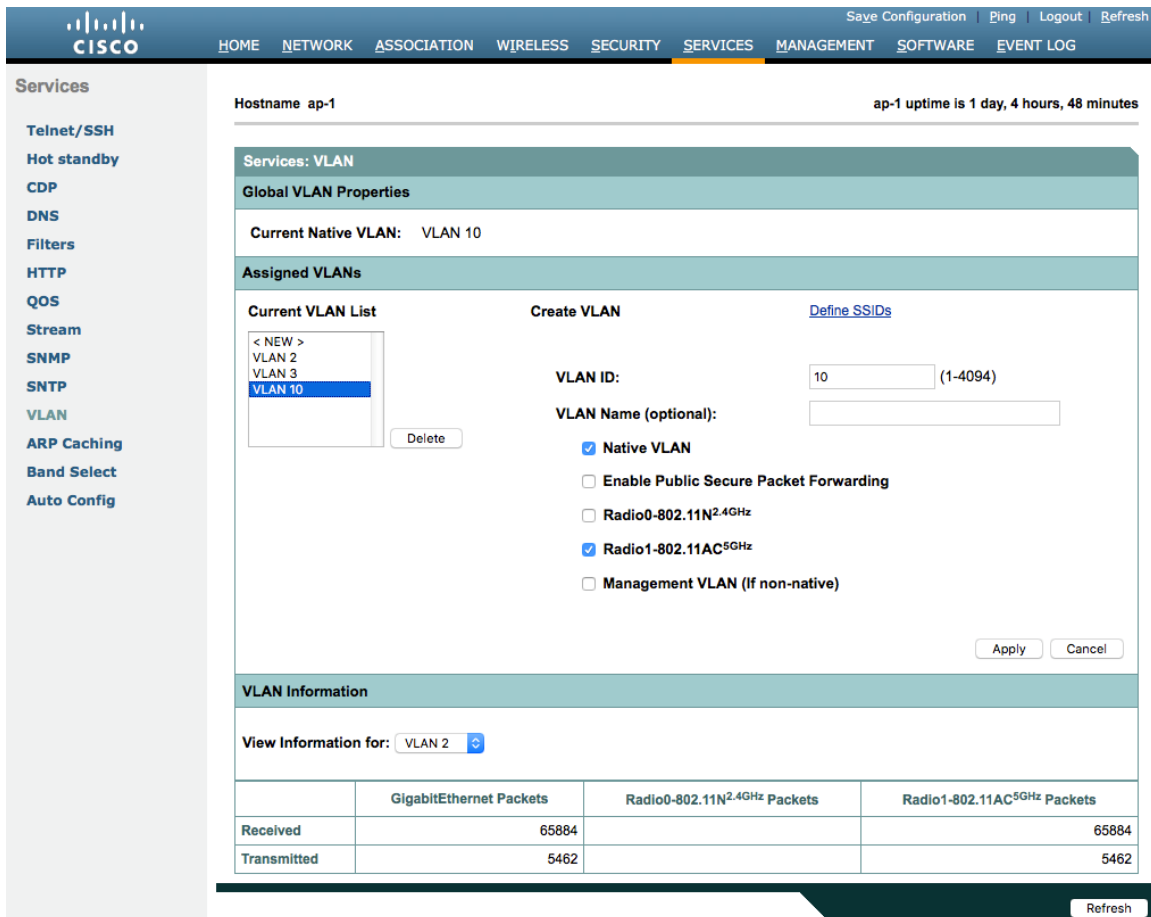 Save Configuration | Ping | Logout | Refresh
CISCO
HOME NETWORK ASSOCIATION WIRELESS SECURITY SERVICES MANAGEMENT SOFTWARE EVENT LOG
Services
Telnet/SSH
Hot standby
CDP
DNS
Filters
HTTP
QOS
Stream
SNMP
SNTP
VLAN
ARP Caching
Band Select
Auto Config
Hostname ap-1
ap-1 uptime is 1 day, 4 hours, 48 minutes
Services: VLAN
Global VLAN Properties
Current Native VLAN: VLAN 10
Assigned VLANs
Current VLAN List
< NEW >
VLAN 2
VLAN 3
VLAN 10
Delete
Create VLAN
Define SSIDs
VLAN ID: 10 (1-4094)
VLAN Name (optional):
Native VLAN
Enable Public Secure Packet Forwarding
Radio0-802.11N2.4GHz
Radio1-802.11AC5GHz
Management VLAN (If non-native)
Apply Cancel
VLAN Information
View Information for: VLAN 2
GigabitEthernet Packets Radio0-802.11N2.4GHz Packets Radio1-802.11AC5GHz Packets
Received 65884 65884
Transmitted 5462 5462
Refresh